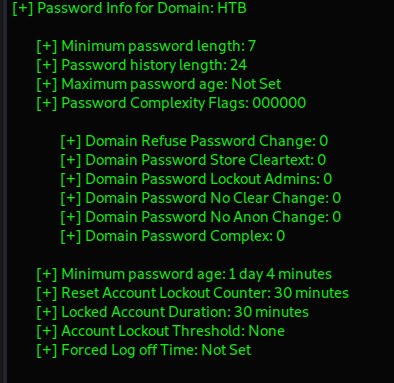 [+] Password Info for Domain: HTB
[+] Minimum password length: 7
[+] Password history length: 24
[+] Maximum password age: Not Set
[+] Password Complexity Flags: 000000
[+] Domain Refuse Password Change: 0
[+] Domain Password Store Cleartext: 0
[+] Domain Password Lockout Admins: 0
[+] Domain Password No Clear Change: 0
[+] Domain Password No Anon Change: 0
[+] Domain Password Complex: 0
[+] Minimum password age: 1 day 4 minutes
[+] Reset Account Lockout Counter: 30 minutes
[+] Locked Account Duration: 30 minutes
[+] Account Lockout Threshold: None
[+] Forced Log off Time: Not Set